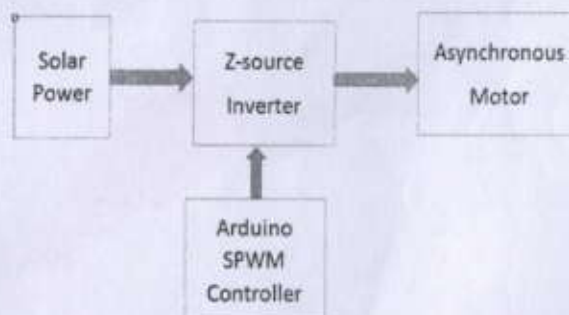 Solar
Power
Z-source
Inverter
Asynchronous
Motor
Arduino
SPWM
Controller